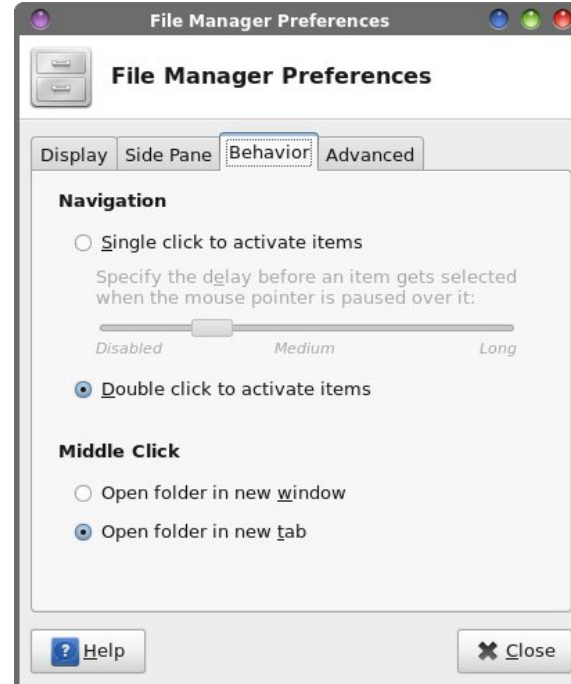 File Manager Preferences
File Manager Preferences
Display Side Pane Behavior Advanced
Navigation
Single click to activate items
Specify the delay before an item gets selected
when the mouse pointer is paused over it:
Disabled Medium Long
Double click to activate items
Middle Click
Open folder in new window
Open folder in new tab
? Help Close